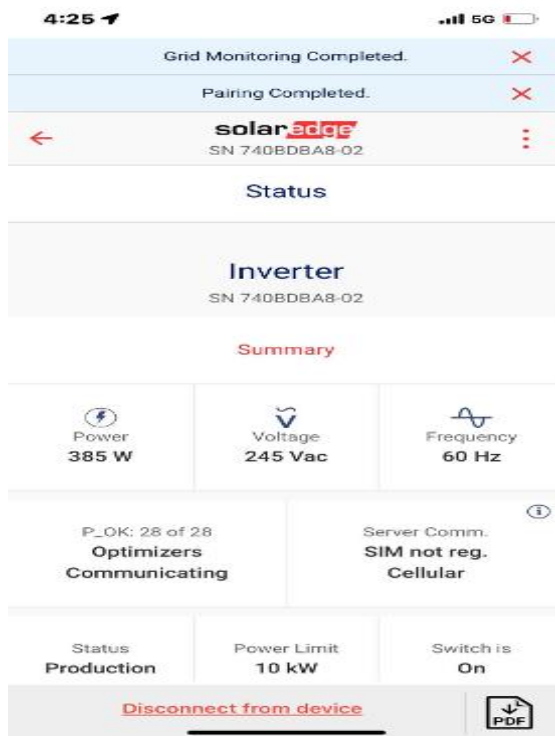 4:25
5G
Grid Monitoring Completed.
Pairing Completed.
solaredge
SN 740BDBA8-02
Status
Inverter
SN 740BDBA8-02
Summary
Power
385 W
Voltage
245 Vac
Frequency
60 Hz
P_OK: 28 of 28
Optimizers
Communicating
Server Comm.
SIM not reg.
Cellular
Status
Production
Power Limit
10 kW
Switch is
On
Disconnect from device
PDF